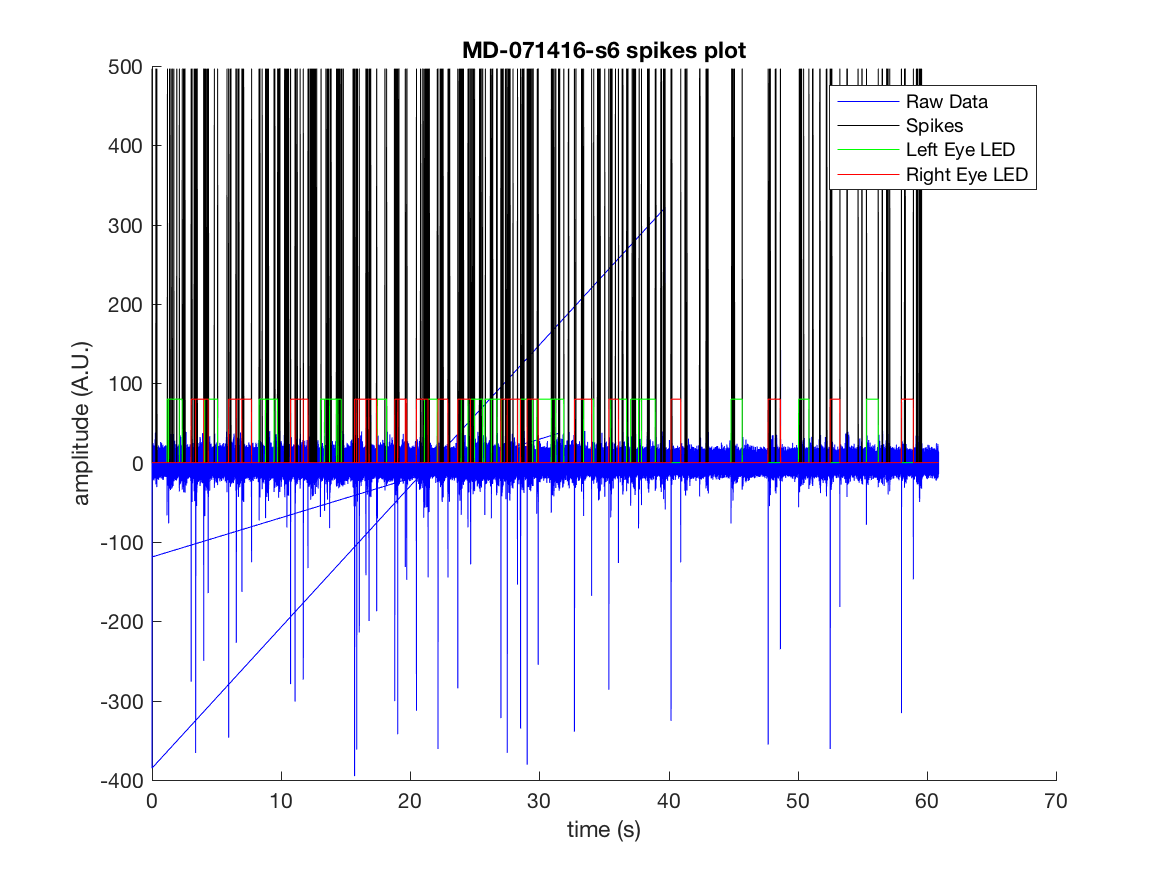 MD-071416-s6 spikes plot
Raw Data
Spikes
Left Eye LED
Right Eye LED
amplitude (A.U.)
500
400
300
200
100
0
-100
-200
-300
-400
0 10 20 30 40 50 60 70
time (s)